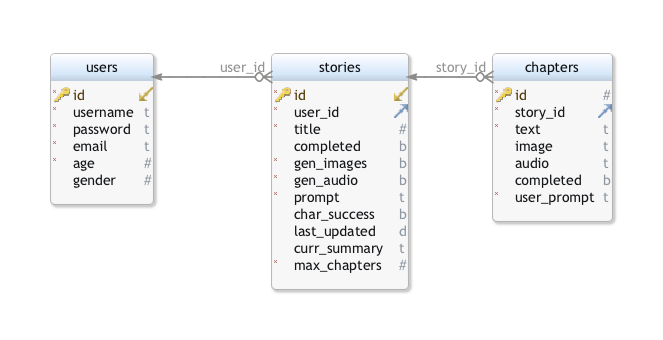 users
id
username t
password t
email t
age #
gender #
user_id
stories
id
user_id
title #
completed b
gen_images b
gen_audio b
prompt t
char_success b
last_updated d
curr_summary t
max_chapters #
story_id
chapters
id #
story_id
text t
image t
audio t
completed b
user_prompt t